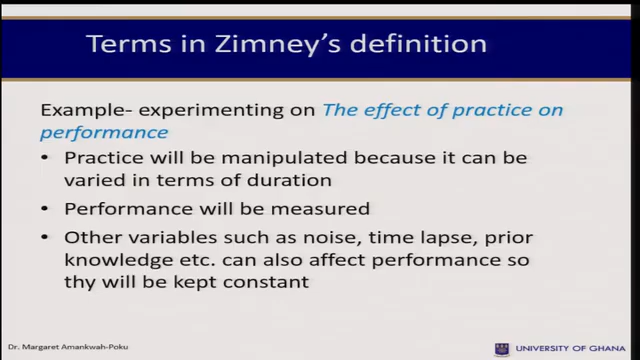 Terms in Zimney's definition
Example- experimenting on The effect of practice on
performance
• Practice will be manipulated because it can be
varied in terms of duration
• Performance will be measured
• Other variables such as noise, time lapse, prior
knowledge etc. can also affect performance so
thy will be kept constant
Dr. Margaret Amankwah-Poku
UNIVERSITY OF GHANA